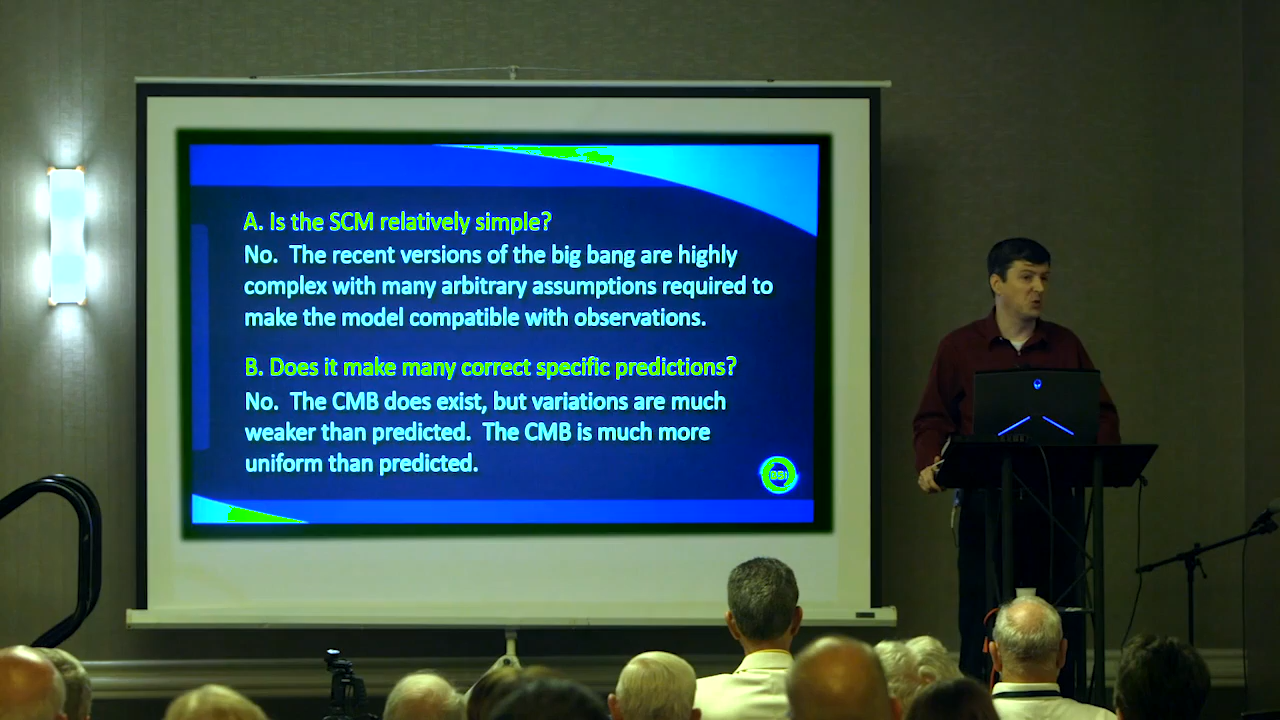 A. Is the SCM relatively simple?
No. The recent versions of the big bang are highly
complex with many arbitrary assumptions required to
make the model compatible with observations.
B. Does it make many correct specific predictions?
No. The CMB does exist, but variations are much
weaker than predicted. The CMB is much more
uniform than predicted.
BSI